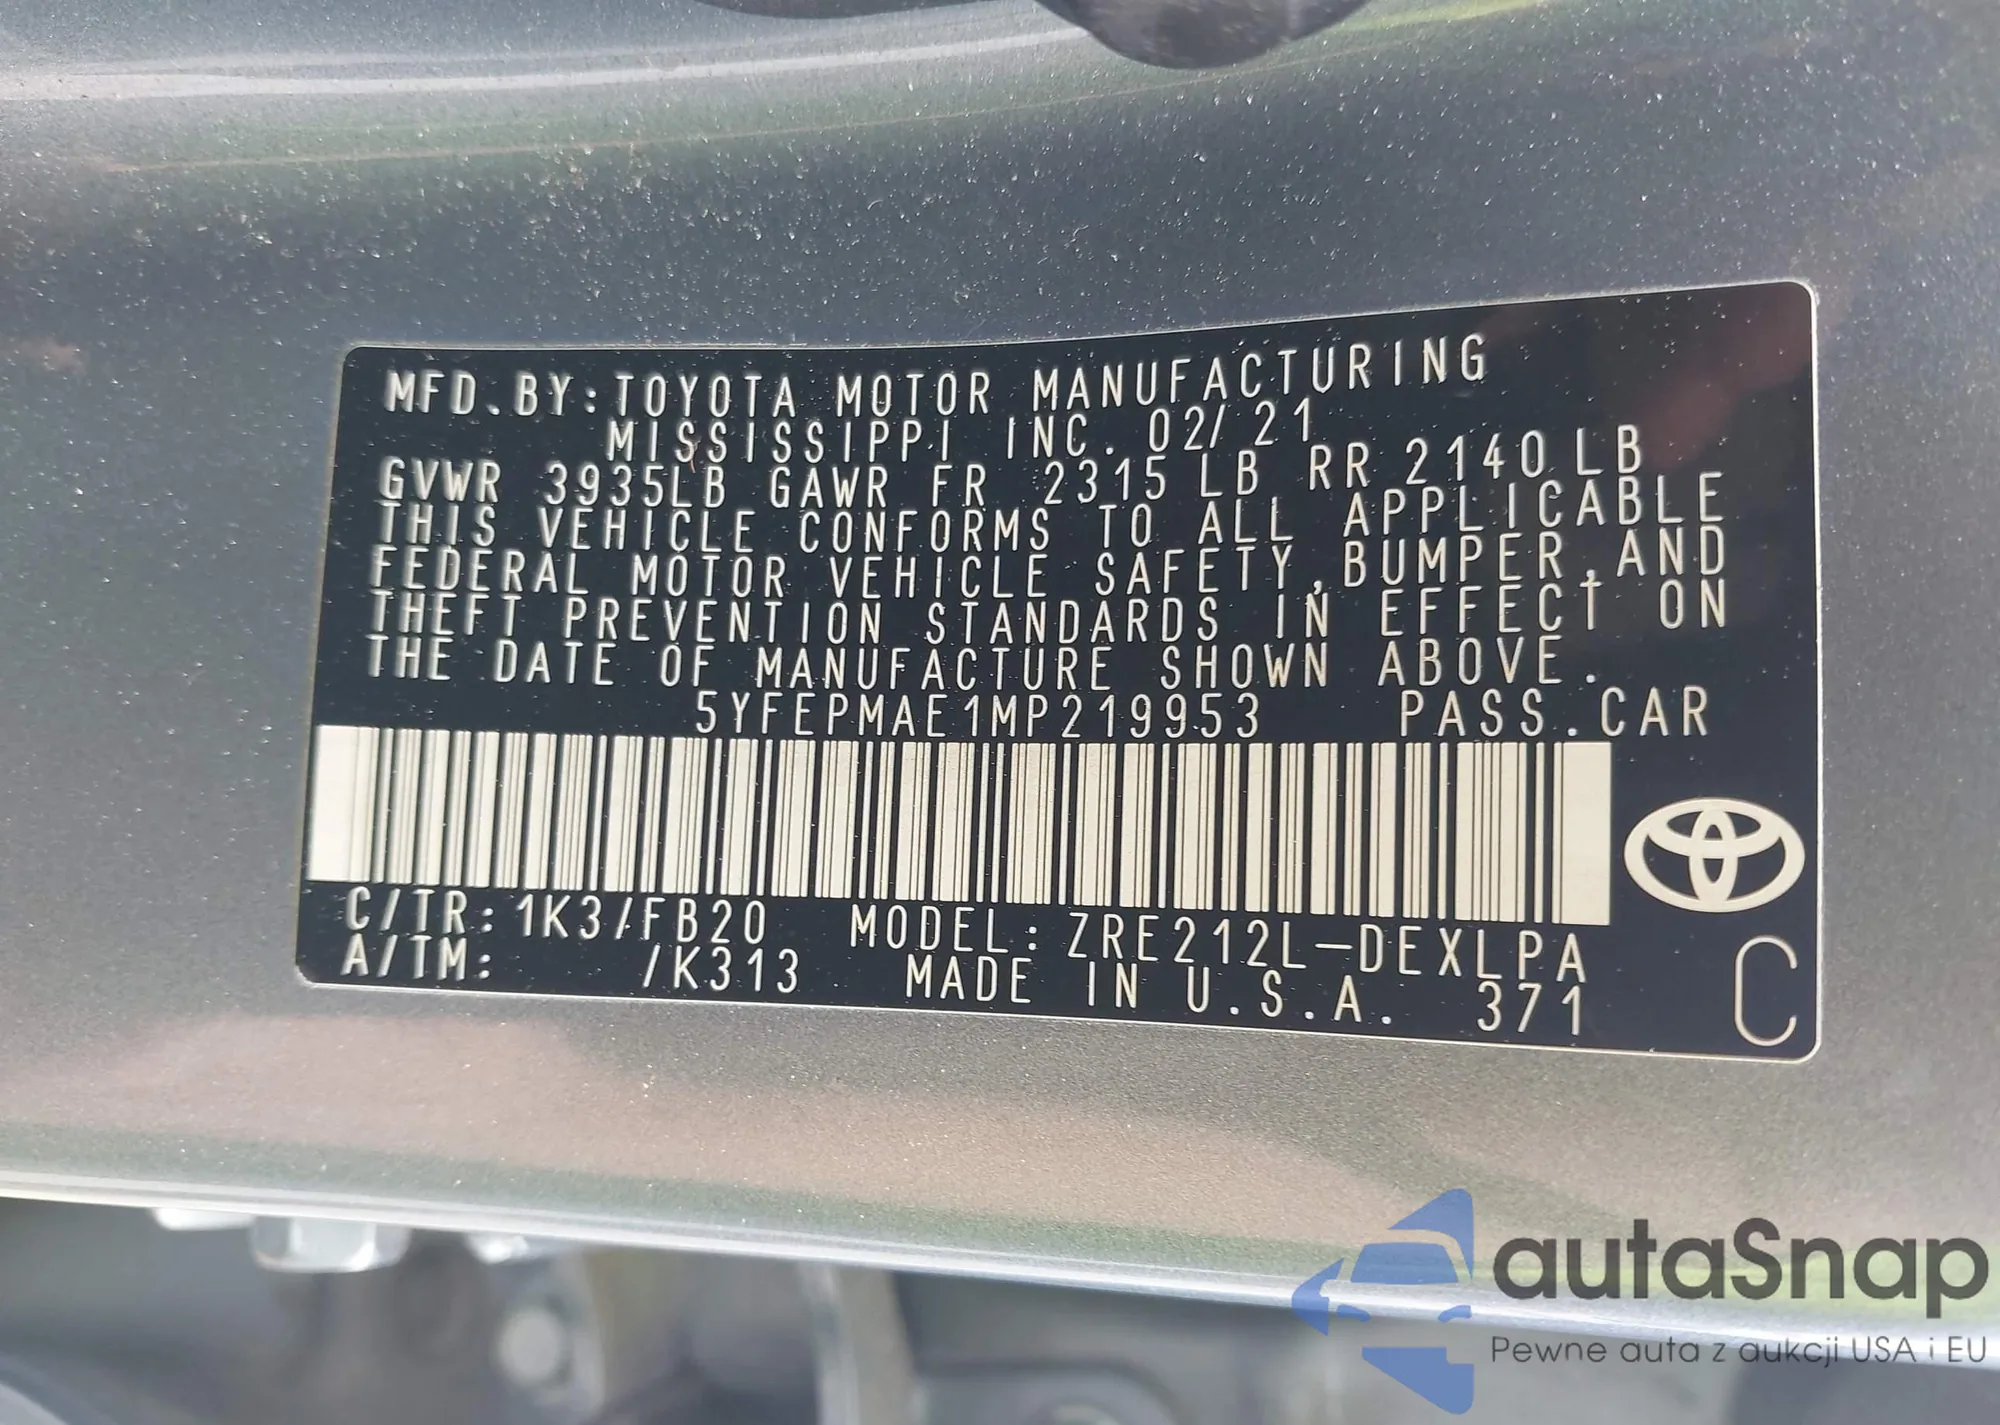 MFD.BY:TOYOTA MOTOR MANUFACTURING
MISSISSIPPI INC. 02/21
GVWR 3935LB GAWR FR 2315 LB RR 2140 LB
THIS VEHICLE CONFORMS TO ALL APPLICABLE
FEDERAL MOTOR VEHICLE SAFETY,BUMPER,AND
THEFT PREVENTION STANDARDS IN EFFECT ON
THE DATE OF MANUFACTURE SHOWN ABOVE.
5YFEPMAE1MP219953 PASS.CAR
C/TR:1K3/FB20 MODEL:ZRE212L-DEXLPA
A/TM: /K313 MADE IN U.S.A. 371
C
autaSnap
Pewne auta z aukcji USA i EU